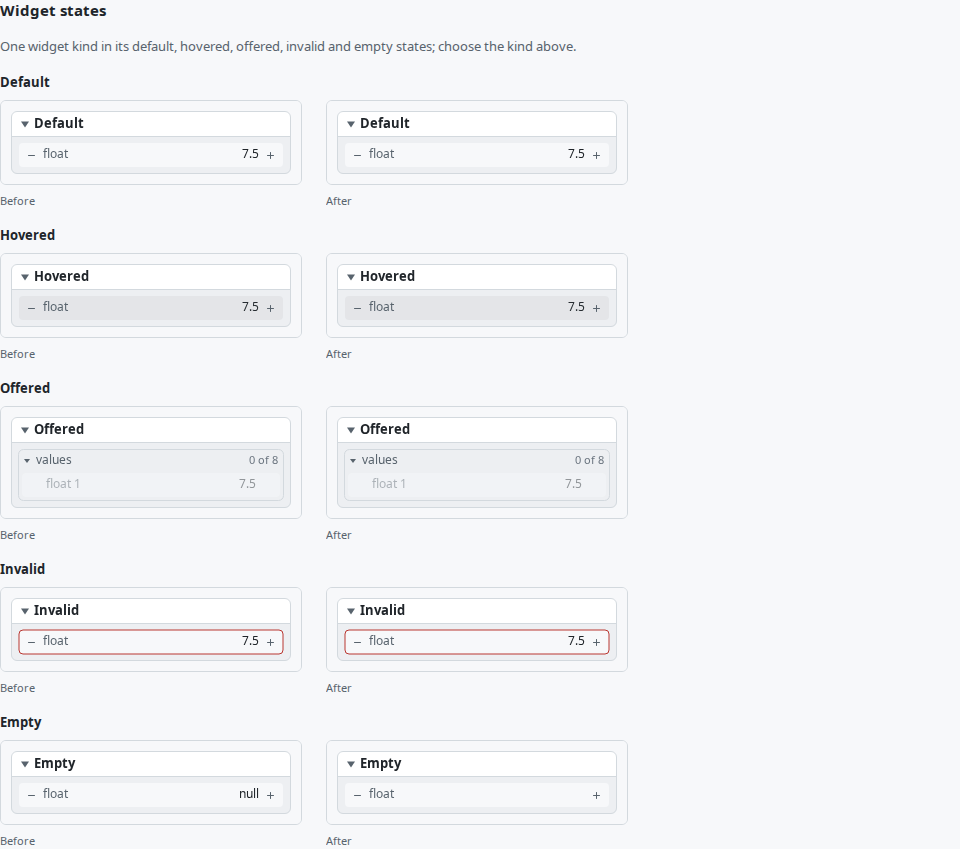 Widget states
One widget kind in its default, hovered, offered, invalid and empty states; choose the kind above.
Default
▼ Default ▼ Default
– float 7.5 + – float 7.5 +
Before After
Hovered
▼ Hovered ▼ Hovered
– float 7.5 + – float 7.5 +
Before After
Offered
▼ Offered ▼ Offered
▾ values 0 of 8 ▾ values 0 of 8
float 1 7.5 float 1 7.5
Before After
Invalid
▼ Invalid ▼ Invalid
– float 7.5 + – float 7.5 +
Before After
Empty
▼ Empty ▼ Empty
– float null + – float +
Before After